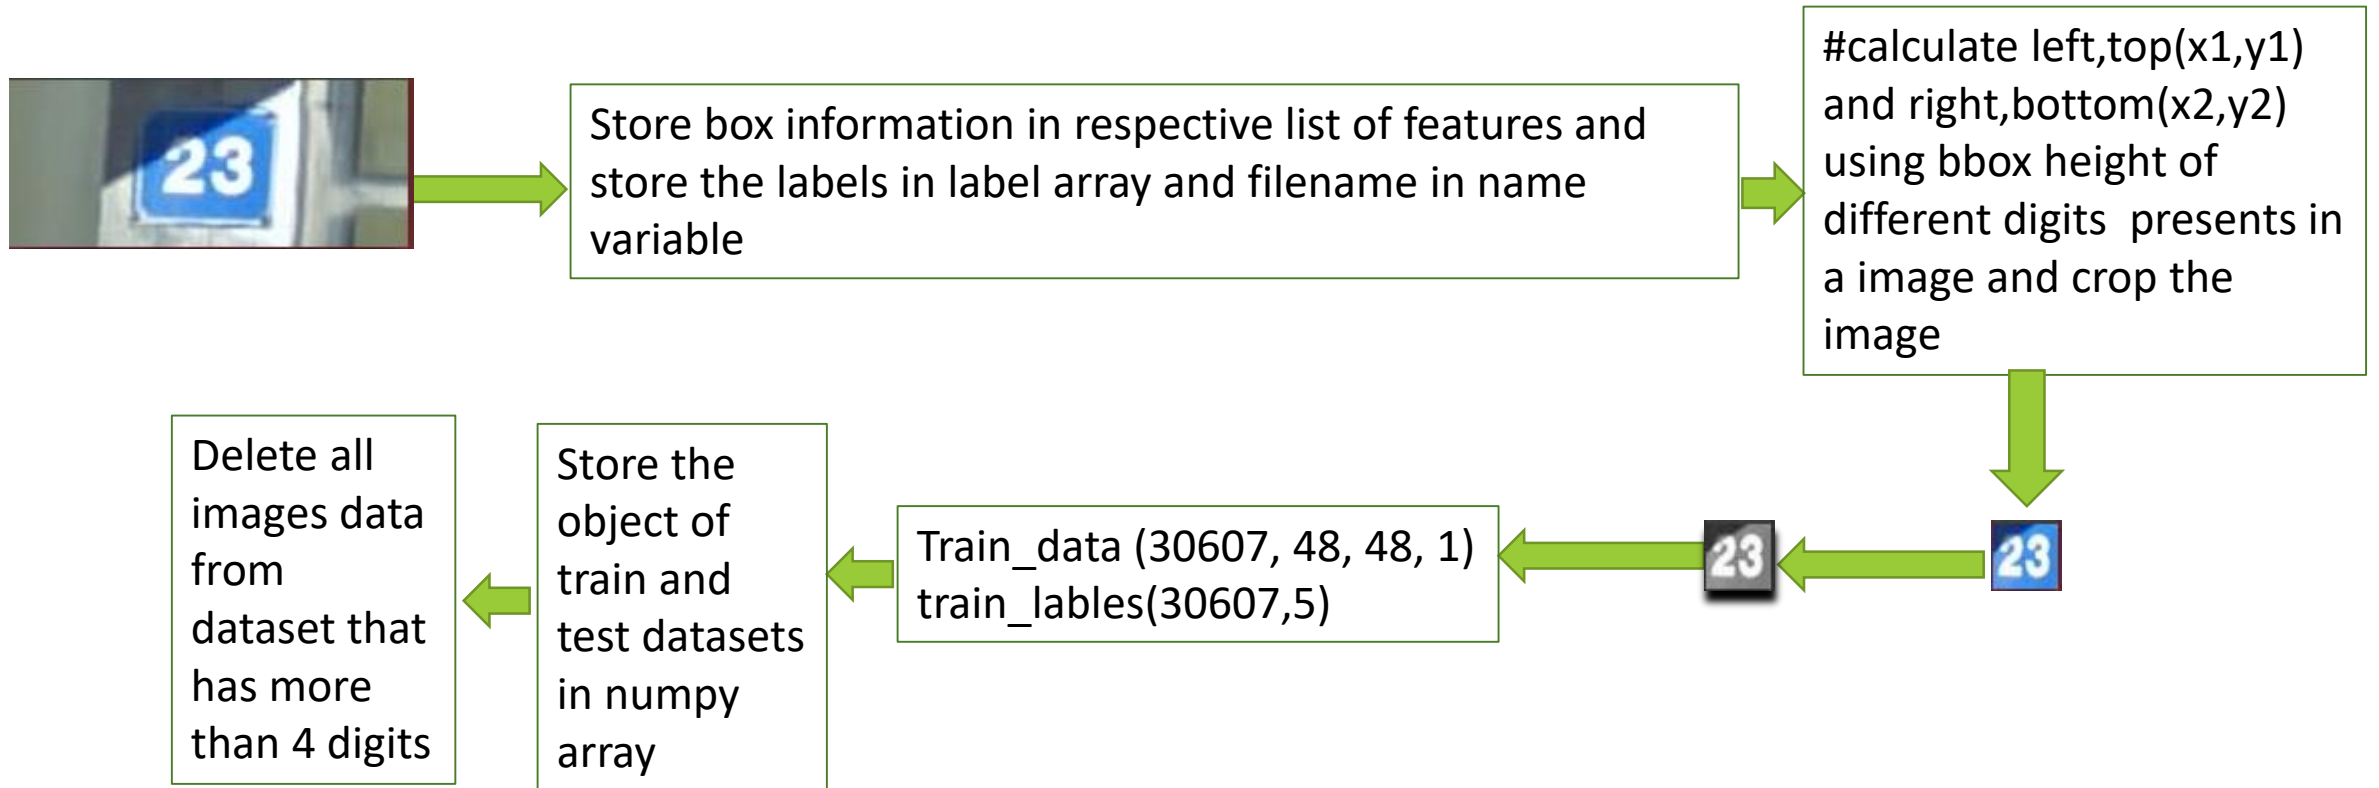 23
Store box information in respective list of features and
store the labels in label array and filename in name
variable
#calculate left,top(x1,y1)
and right,bottom(x2,y2)
using bbox height of
different digits  presents in
a image and crop the
image
23
23
Train_data (30607, 48, 48, 1)
train_lables(30607,5)
Store the
object of
train and
test datasets
in numpy
array
Delete all
images data
from
dataset that
has more
than 4 digits